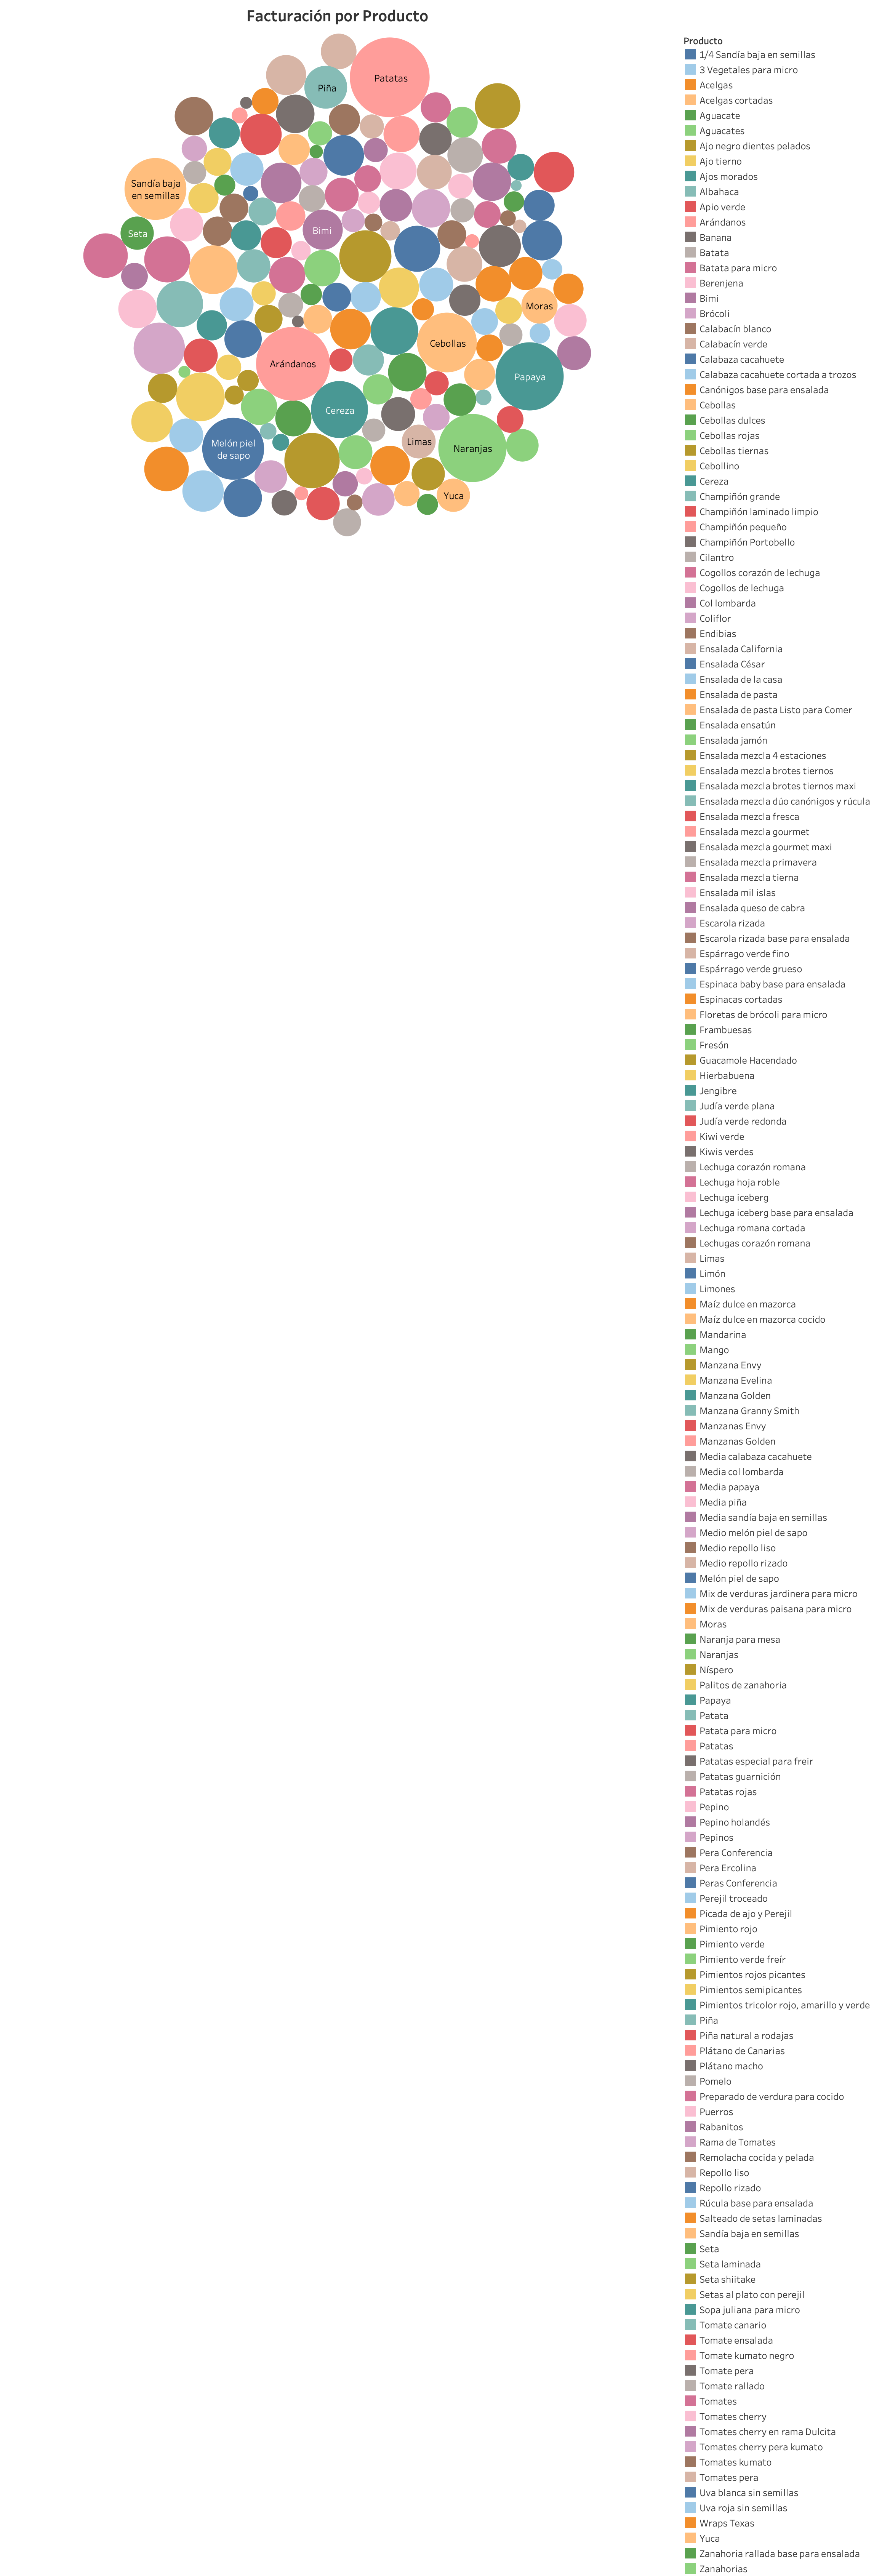 Facturación por Producto
Patatas
Piña
Sandía baja
en semillas
Seta
Bimi
Moras
Cebollas
Arándanos
Papaya
Cereza
Limas
Melón piel
de sapo
Naranjas
Yuca
Producto
1/4 Sandía baja en semillas
3 Vegetales para micro
Acelgas
Acelgas cortadas
Aguacate
Aguacates
Ajo negro dientes pelados
Ajo tierno
Ajos morados
Albahaca
Apio verde
Arándanos
Banana
Batata
Batata para micro
Berenjena
Bimi
Brócoli
Calabacín blanco
Calabacín verde
Calabaza cacahuete
Calabaza cacahuete cortada a trozos
Canónigos base para ensalada
Cebollas
Cebollas dulces
Cebollas rojas
Cebollas tiernas
Cebollino
Cereza
Champiñón grande
Champiñón laminado limpio
Champiñón pequeño
Champiñón Portobello
Cilantro
Cogollos corazón de lechuga
Cogollos de lechuga
Col lombarda
Coliflor
Endibias
Ensalada California
Ensalada César
Ensalada de la casa
Ensalada de pasta
Ensalada de pasta Listo para Comer
Ensalada ensatún
Ensalada jamón
Ensalada mezcla 4 estaciones
Ensalada mezcla brotes tiernos
Ensalada mezcla brotes tiernos maxi
Ensalada mezcla dúo canónigos y rúcula
Ensalada mezcla fresca
Ensalada mezcla gourmet
Ensalada mezcla gourmet maxi
Ensalada mezcla primavera
Ensalada mezcla tierna
Ensalada mil islas
Ensalada queso de cabra
Escarola rizada
Escarola rizada base para ensalada
Espárrago verde fino
Espárrago verde grueso
Espinaca baby base para ensalada
Espinacas cortadas
Floretas de brócoli para micro
Frambuesas
Fresón
Guacamole Hacendado
Hierbabuena
Jengibre
Judía verde plana
Judía verde redonda
Kiwi verde
Kiwis verdes
Lechuga corazón romana
Lechuga hoja roble
Lechuga iceberg
Lechuga iceberg base para ensalada
Lechuga romana cortada
Lechugas corazón romana
Limas
Limón
Limones
Maíz dulce en mazorca
Maíz dulce en mazorca cocido
Mandarina
Mango
Manzana Envy
Manzana Evelina
Manzana Golden
Manzana Granny Smith
Manzanas Envy
Manzanas Golden
Media calabaza cacahuete
Media col lombarda
Media papaya
Media piña
Media sandía baja en semillas
Medio melón piel de sapo
Medio repollo liso
Medio repollo rizado
Melón piel de sapo
Mix de verduras jardinera para micro
Mix de verduras paisana para micro
Moras
Naranja para mesa
Naranjas
Níspero
Palitos de zanahoria
Papaya
Patata
Patata para micro
Patatas
Patatas especial para freir
Patatas guarnición
Patatas rojas
Pepino
Pepino holandés
Pepinos
Pera Conferencia
Pera Ercolina
Peras Conferencia
Perejil troceado
Picada de ajo y Perejil
Pimiento rojo
Pimiento verde
Pimiento verde freír
Pimientos rojos picantes
Pimientos semipicantes
Pimientos tricolor rojo, amarillo y verde
Piña
Piña natural a rodajas
Plátano de Canarias
Plátano macho
Pomelo
Preparado de verdura para cocido
Puerros
Rabanitos
Rama de Tomates
Remolacha cocida y pelada
Repollo liso
Repollo rizado
Rúcula base para ensalada
Salteado de setas laminadas
Sandía baja en semillas
Seta
Seta laminada
Seta shiitake
Setas al plato con perejil
Sopa juliana para micro
Tomate canario
Tomate ensalada
Tomate kumato negro
Tomate pera
Tomate rallado
Tomates
Tomates cherry
Tomates cherry en rama Dulcita
Tomates cherry pera kumato
Tomates kumato
Tomates pera
Uva blanca sin semillas
Uva roja sin semillas
Wraps Texas
Yuca
Zanahoria rallada base para ensalada
Zanahorias